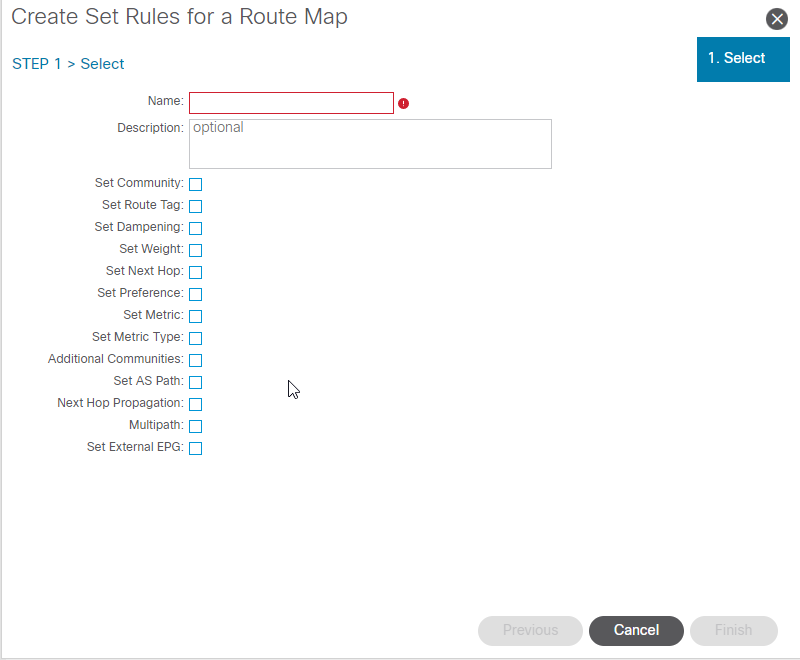 Create Set Rules for a Route Map
STEP 1 > Select
1. Select
Name:
Description: optional
Set Community:
Set Route Tag:
Set Dampening:
Set Weight:
Set Next Hop:
Set Preference:
Set Metric:
Set Metric Type:
Additional Communities:
Set AS Path:
Next Hop Propagation:
Multipath:
Set External EPG:
Previous Cancel Finish